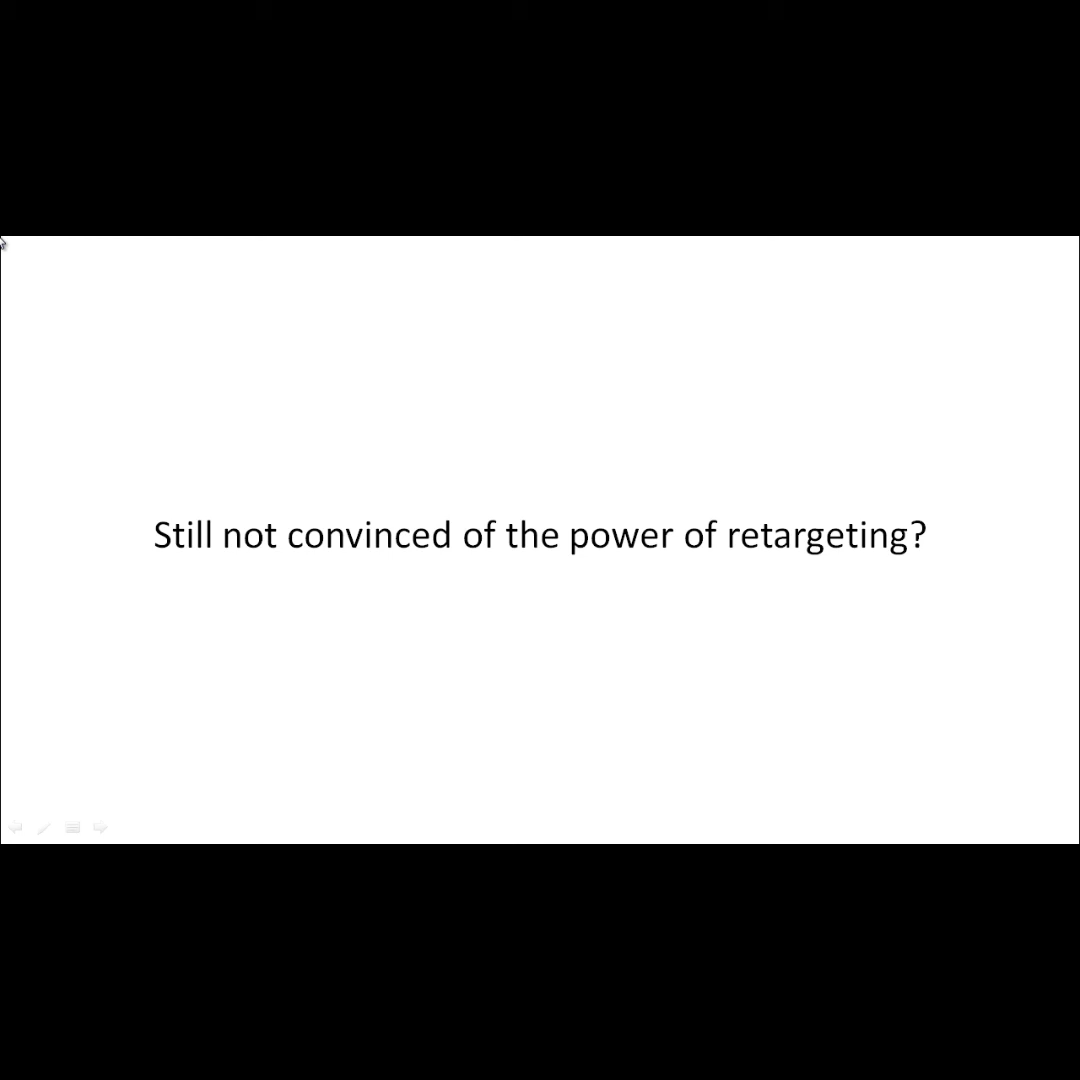 Still not convinced of the power of retargeting?